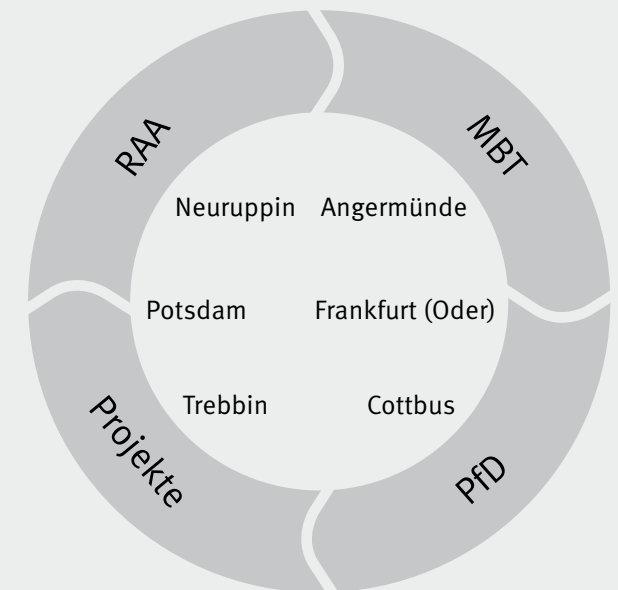 RAA
MBT
Neuruppin Angermünde
Potsdam Frankfurt (Oder)
Trebbin Cottbus
Projekte
PfD